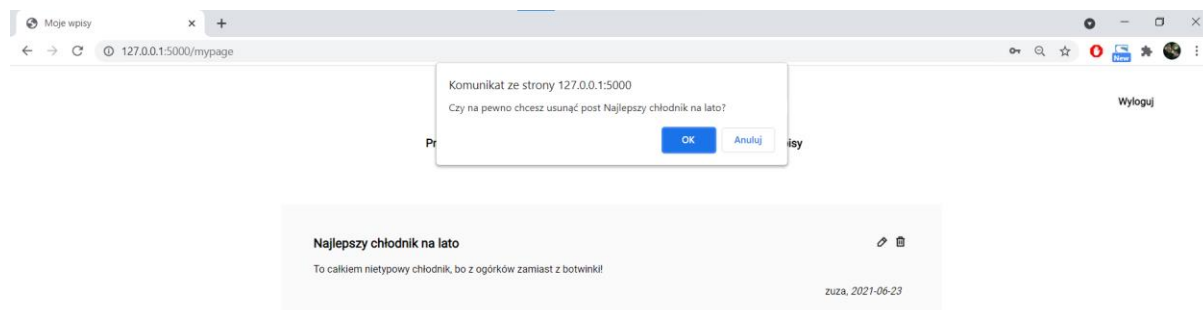 Moje wpisy
127.0.0.1:5000/mypage
New
Komunikat ze strony 127.0.0.1:5000
Czy na pewno chcesz usunąć post Najlepszy chłodnik na lato?
OK Anuluj
Wyloguj
Pr isy
Najlepszy chłodnik na lato
To całkiem nietypowy chłodnik, bo z ogórków zamiast z botwinki!
zuza, 2021-06-23